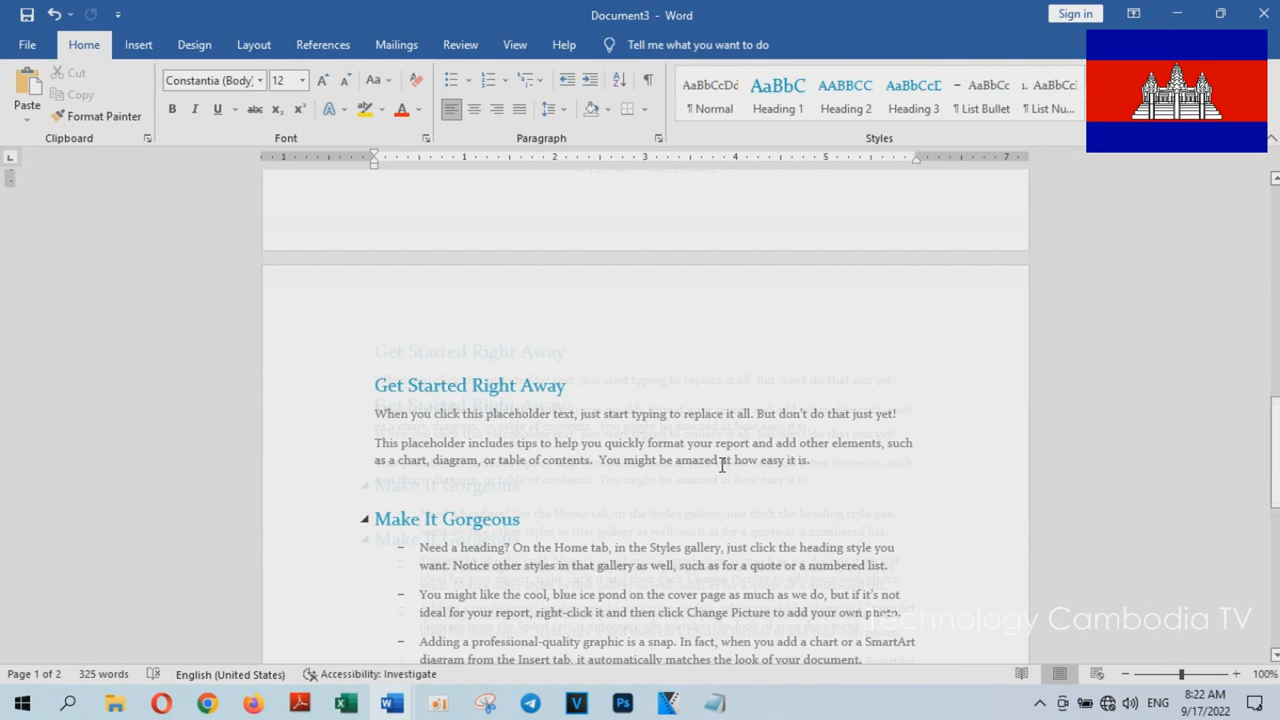 Document3 - Word
Sign in
File Home Insert Design Layout References Mailings Review View Help Tell me what you want to do
Paste
Cut
Copy
Format Painter
Constantia (Body 12
AaBbCcDd AaBbC AABBCC AaBbCcD AaBbCc 1. AaBbCc
¶ Normal Heading 1 Heading 2 Heading 3 ¶ List Bullet ¶ List Nu...
Clipboard Font Paragraph Styles
1 1 2 3 4 5 7
Get Started Right Away
When you click this placeholder text, just start typing to replace it all. But don't do that just yet!
This placeholder includes tips to help you quickly format your report and add other elements, such
as a chart, diagram, or table of contents. You might be amazed at how easy it is.
Make It Gorgeous
– Need a heading? On the Home tab, in the Styles gallery, just click the heading style you
want. Notice other styles in that gallery as well, such as for a quote or a numbered list.
– You might like the cool, blue ice pond on the cover page as much as we do, but if it's not
ideal for your report, right-click it and then click Change Picture to add your own photo.
Technology Cambodia TV
– Adding a professional-quality graphic is a snap. In fact, when you add a chart or a SmartArt
diagram from the Insert tab, it automatically matches the look of your document.
Page 1 of 2 325 words English (United States) Accessibility: Investigate 100%
ENG
8:22 AM
9/17/2022